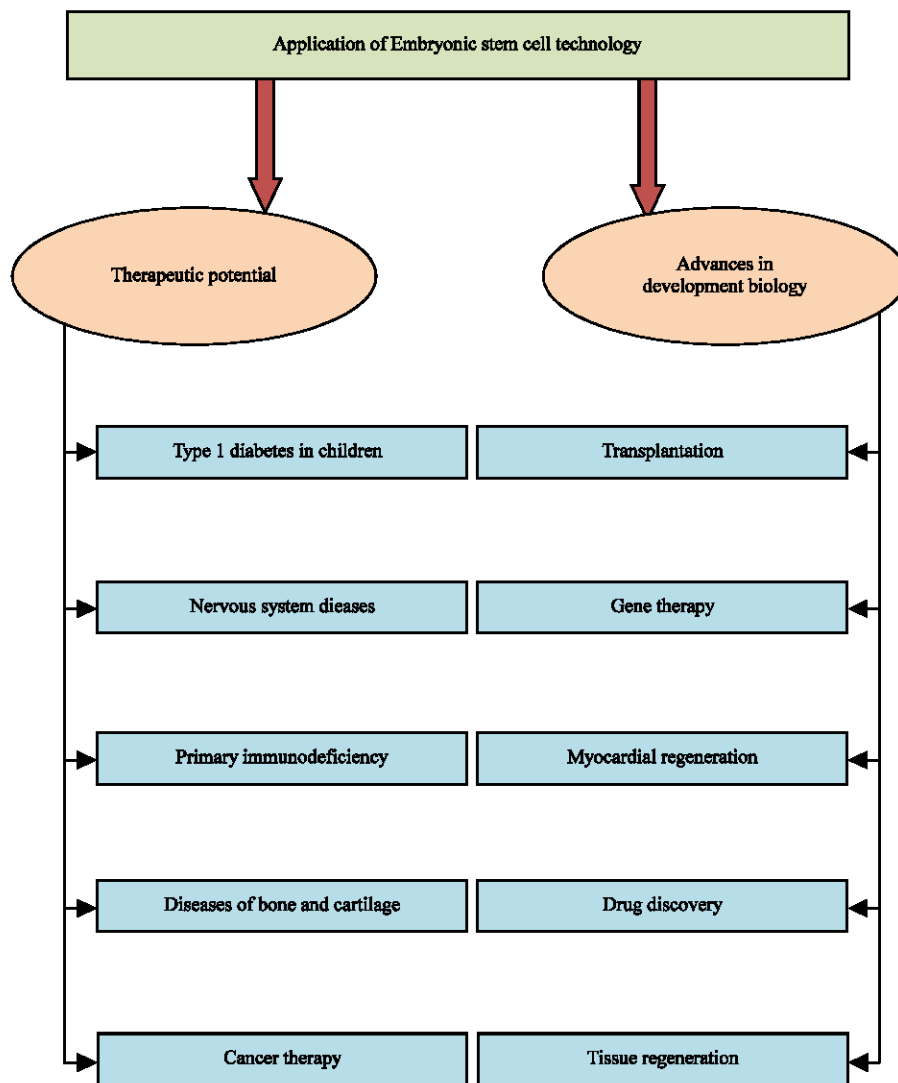 Application of Embryonic stem cell technology
Therapeutic potential
Advances in
development biology
Type 1 diabetes in children
Transplantation
Nervous system dieases
Gene therapy
Primary immunodeficiency
Myocardial regeneration
Diseases of bone and cartilage
Drug discovery
Cancer therapy
Tissue regeneration